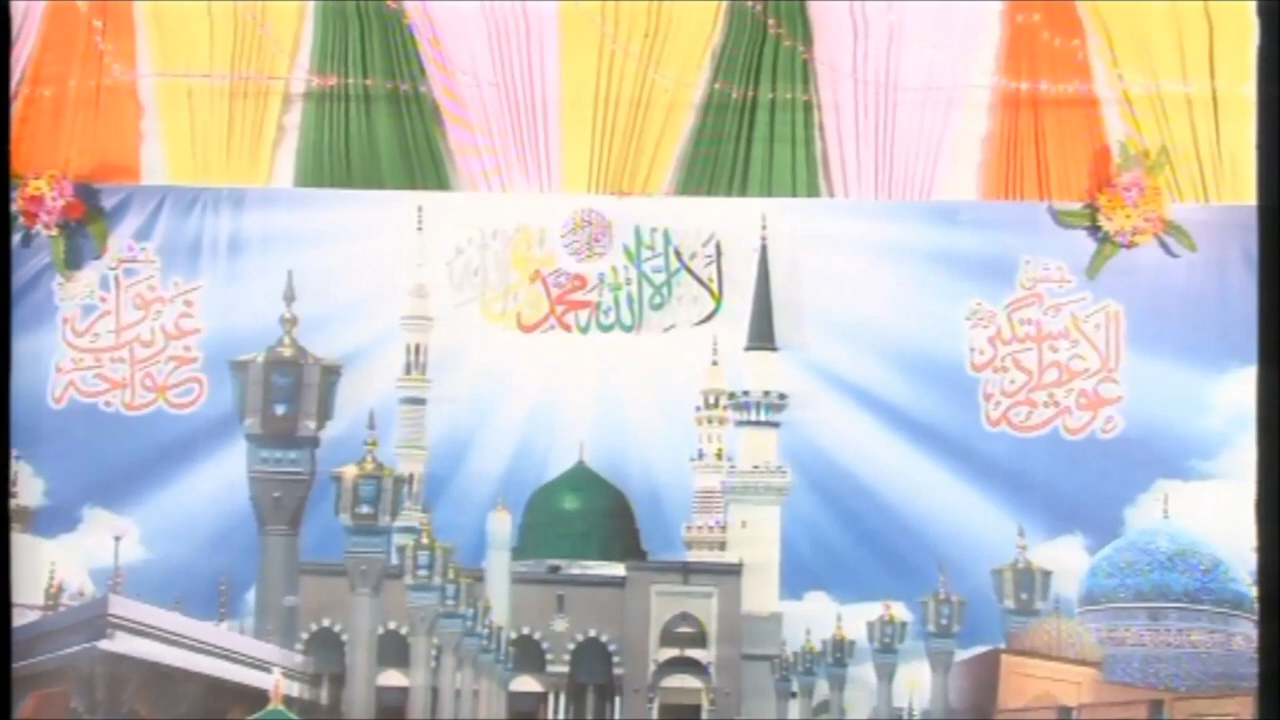 لا اله الا الله محمد رسول الله
جشن
غوث الاعظم دستگیر
جشن
خواجہ غریب نواز